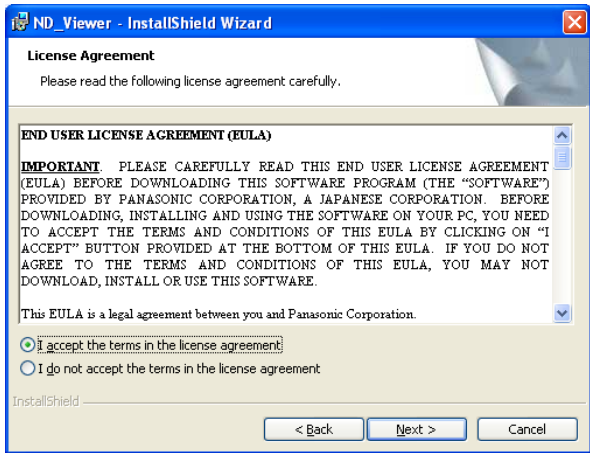 ND_Viewer - InstallShield Wizard
License Agreement
Please read the following license agreement carefully.
END USER LICENSE AGREEMENT (EULA)
IMPORTANT. PLEASE CAREFULLY READ THIS END USER LICENSE AGREEMENT
(EULA) BEFORE DOWNLOADING THIS SOFTWARE PROGRAM (THE “SOFTWARE”)
PROVIDED BY PANASONIC CORPORATION, A JAPANESE CORPORATION. BEFORE
DOWNLOADING, INSTALLING AND USING THE SOFTWARE ON YOUR PC, YOU NEED
TO ACCEPT THE TERMS AND CONDITIONS OF THIS EULA BY CLICKING ON “I
ACCEPT” BUTTON PROVIDED AT THE BOTTOM OF THIS EULA. IF YOU DO NOT
AGREE TO THE TERMS AND CONDITIONS OF THIS EULA, YOU MAY NOT
DOWNLOAD, INSTALL OR USE THIS SOFTWARE.
This EULA is a legal agreement between you and Panasonic Corporation.
I accept the terms in the license agreement
I do not accept the terms in the license agreement
InstallShield
< Back Next > Cancel